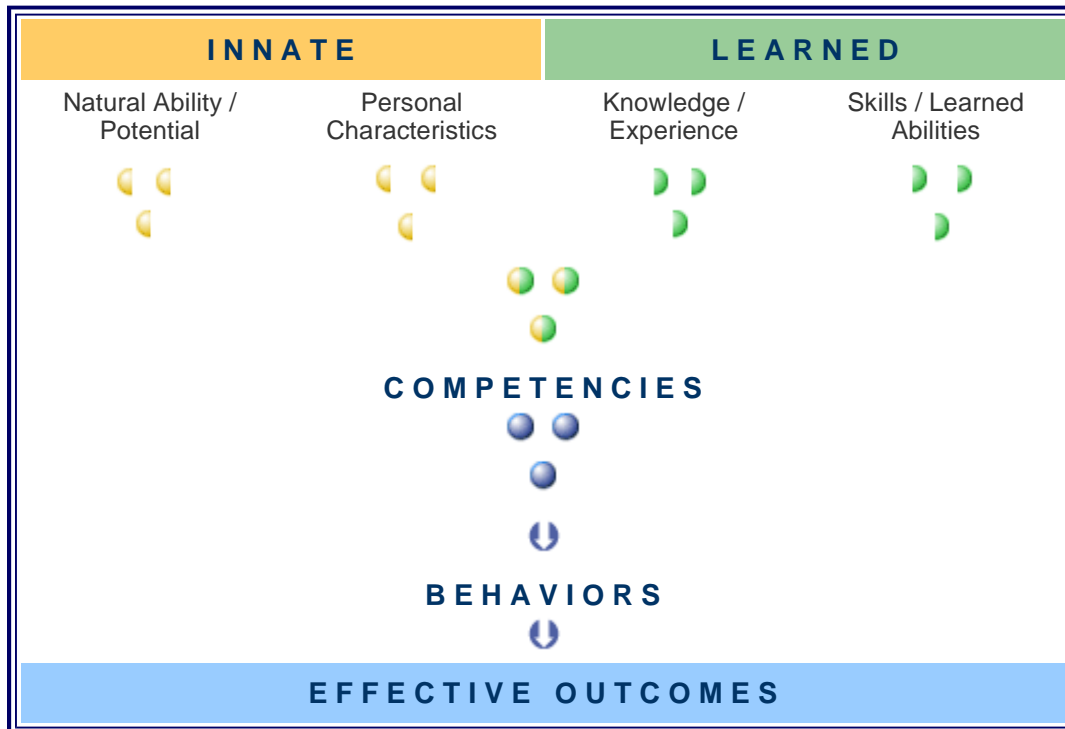 INNATE LEARNED
Natural Ability / Potential
Personal Characteristics
Knowledge / Experience
Skills / Learned Abilities
COMPETENCIES
BEHAVIORS
EFFECTIVE OUTCOMES